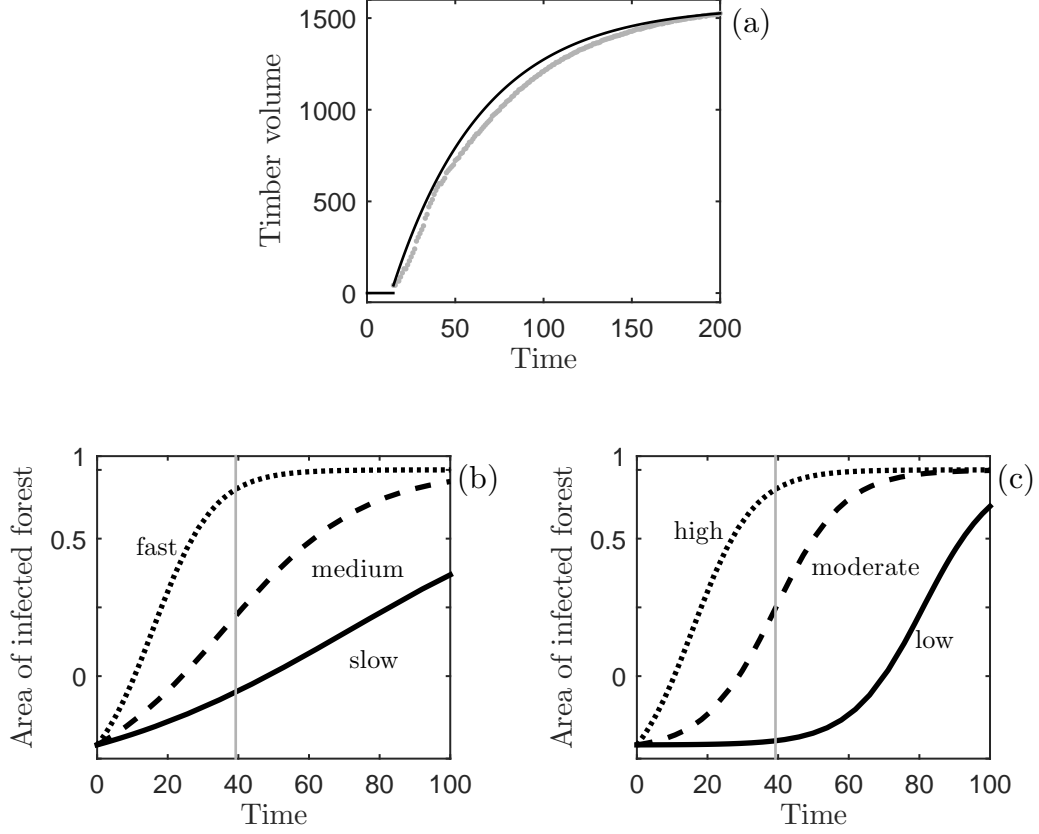 (a)
Timber volume
1500
1000
500
0
0 50 100 150 200
Time
(b)
Area of infected forest
1
0.5
0
fast
medium
slow
0 20 40 60 80 100
Time
(c)
Area of infected forest
1
0.5
0
high
moderate
low
0 20 40 60 80 100
Time